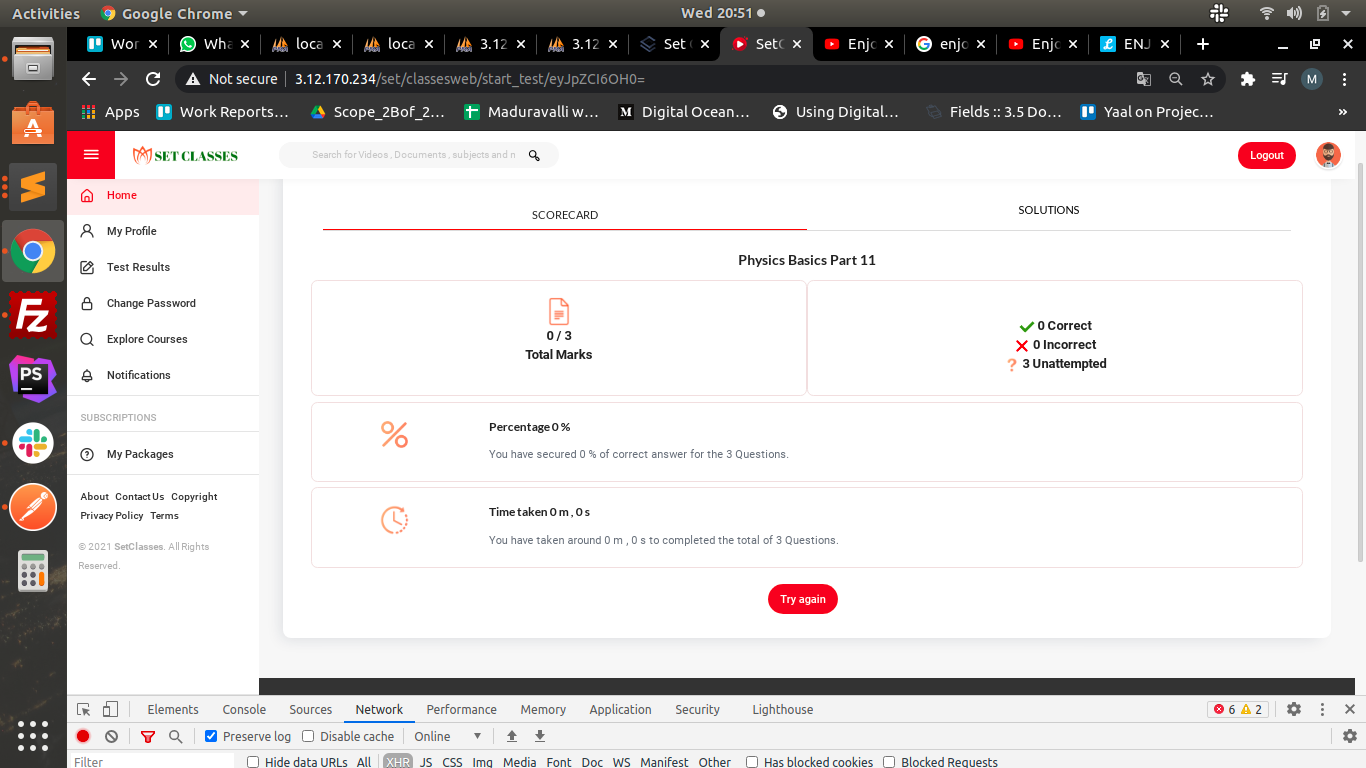 Activities Google Chrome Wed 20:51
Wor Wha loca loca 3.12 3.12 Set SetC Enjo enjo Enjo ENJ
Not secure 3.12.170.234/set/classesweb/start_test/eyJpZCI6OH0= M
Apps Work Reports… Scope_2Bof_2… Maduravalli w… Digital Ocean… Using Digital… Fields :: 3.5 Do… Yaal on Projec… »
SET CLASSES Search for Videos , Documents , subjects and n Logout
Home
My Profile
Test Results
Change Password
Explore Courses
Notifications
SUBSCRIPTIONS
My Packages
About Contact Us Copyright
Privacy Policy Terms
© 2021 SetClasses. All Rights
Reserved.
SCORECARD SOLUTIONS
Physics Basics Part 11
0 / 3
Total Marks
0 Correct
0 Incorrect
3 Unattempted
Percentage 0 %
You have secured 0 % of correct answer for the 3 Questions.
Time taken 0 m , 0 s
You have taken around 0 m , 0 s to completed the total of 3 Questions.
Try again
Elements Console Sources Network Performance Memory Application Security Lighthouse 6 2
Preserve log Disable cache Online
Filter Hide data URLs All XHR JS CSS Img Media Font Doc WS Manifest Other Has blocked cookies Blocked Requests
Fz
PS